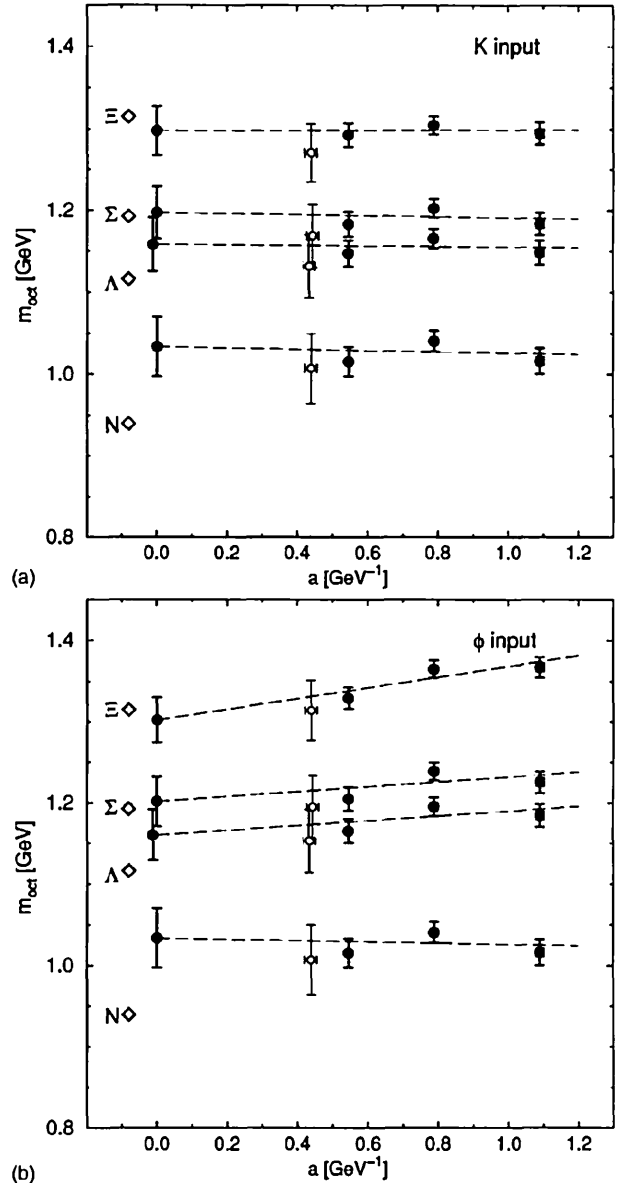 K input
1.4
Ξ
Σ
1.2
Λ
1.0
N
0.8
m_oct [GeV]
0.0 0.2 0.4 0.6 0.8 1.0 1.2
a [GeV⁻¹]
(a)
φ input
1.4
Ξ
Σ
1.2
Λ
1.0
N
0.8
m_oct [GeV]
0.0 0.2 0.4 0.6 0.8 1.0 1.2
a [GeV⁻¹]
(b)